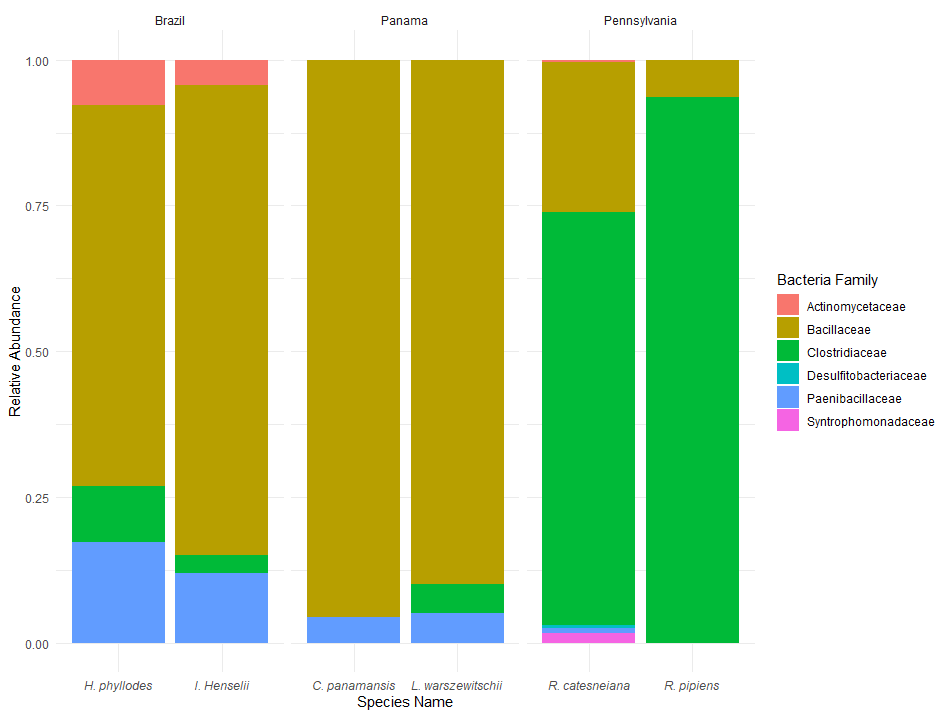 Brazil
Panama
Pennsylvania
1.00
0.75
0.50
0.25
0.00
Relative Abundance
H. phyllodes
I. Henselii
C. panamansis
L. warszewitschii
R. catesneiana
R. pipiens
Species Name
Bacteria Family
Actinomycetaceae
Bacillaceae
Clostridiaceae
Desulfitobacteriaceae
Paenibacillaceae
Syntrophomonadaceae